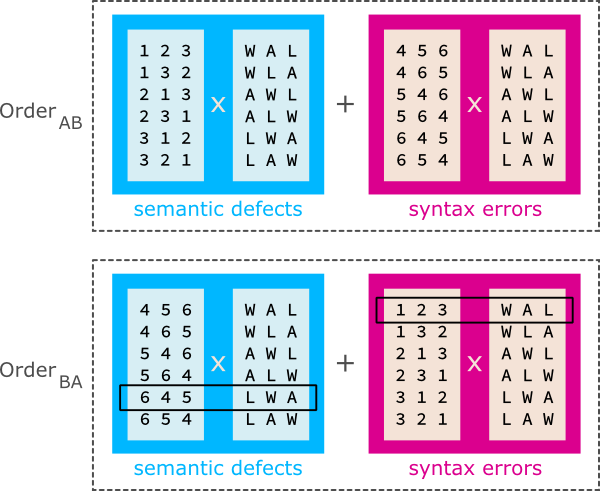 Order AB
1 2 3 x W A L + 4 5 6 x W A L
1 3 2 W L A 4 6 5 W L A
2 1 3 A W L 5 4 6 A W L
2 3 1 A L W 5 6 4 A L W
3 1 2 L W A 6 4 5 L W A
3 2 1 L A W 6 5 4 L A W
semantic defects syntax errors
Order BA
4 5 6 x W A L + 1 2 3 x W A L
4 6 5 W L A 1 3 2 W L A
5 4 6 A W L 2 1 3 A W L
5 6 4 A L W 2 3 1 A L W
6 4 5 L W A 3 1 2 L W A
6 5 4 L A W 3 2 1 L A W
semantic defects syntax errors